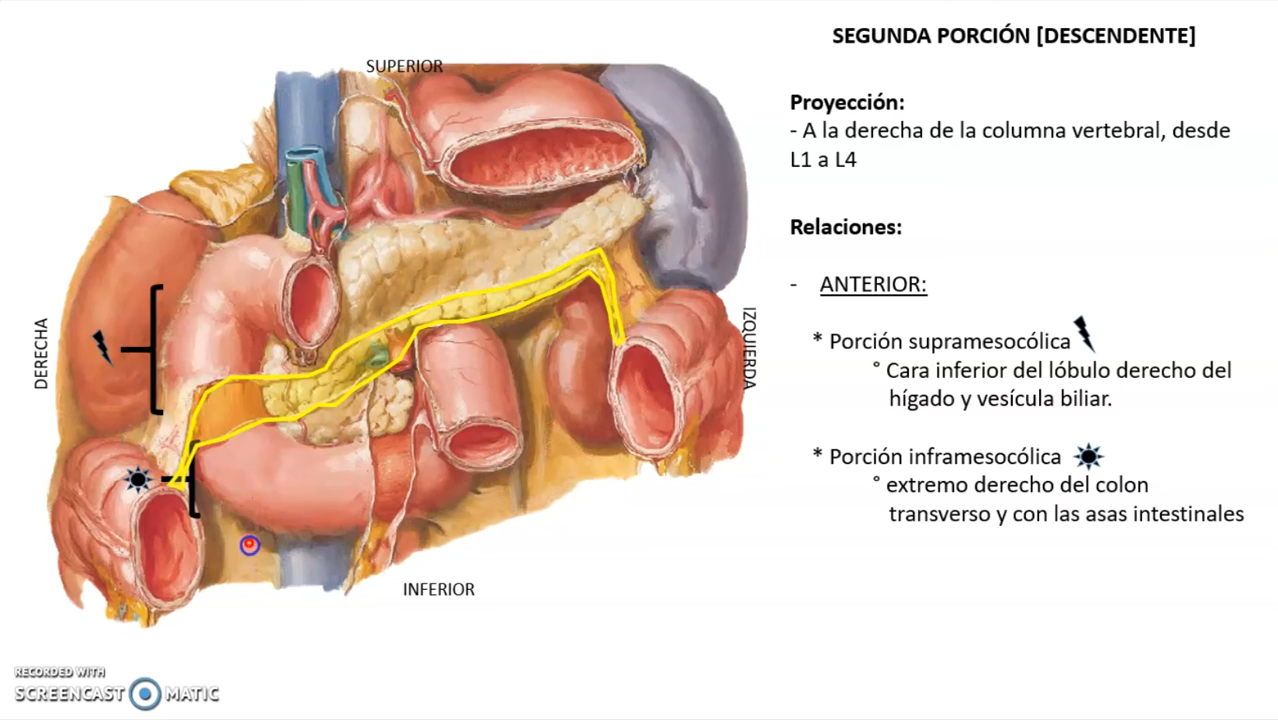 SEGUNDA PORCIÓN [DESCENDENTE]
SUPERIOR
Proyección:
- A la derecha de la columna vertebral, desde
L1 a L4
Relaciones:
- ANTERIOR:
* Porción supramesocólica
° Cara inferior del lóbulo derecho del
hígado y vesícula biliar.
* Porción inframesocólica
° extremo derecho del colon
transverso y con las asas intestinales
DERECHA
IZQUIERDA
INFERIOR
RECORDED WITH
SCREENCAST MATIC